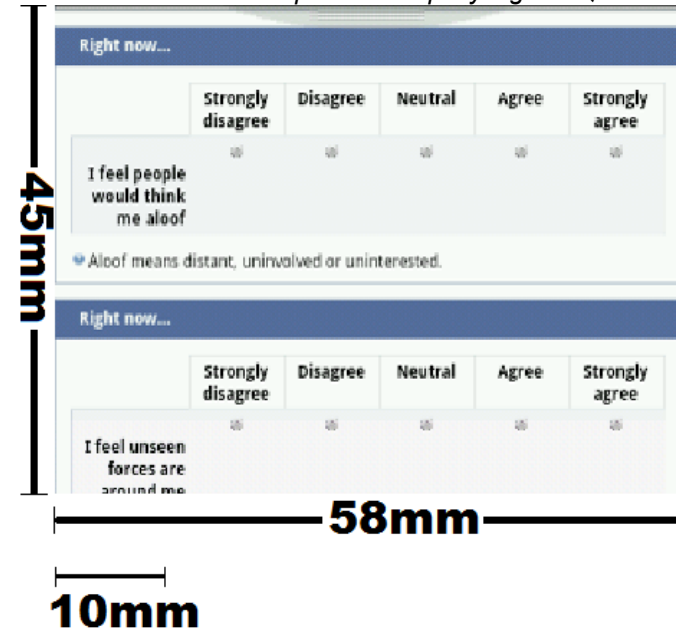 Right now...
Strongly disagree Disagree Neutral Agree Strongly agree
I feel people
would think
me aloof
Aloof means distant, uninvolved or uninterested.
45mm
Right now...
Strongly disagree Disagree Neutral Agree Strongly agree
I feel unseen
forces are
around me
58mm
10mm